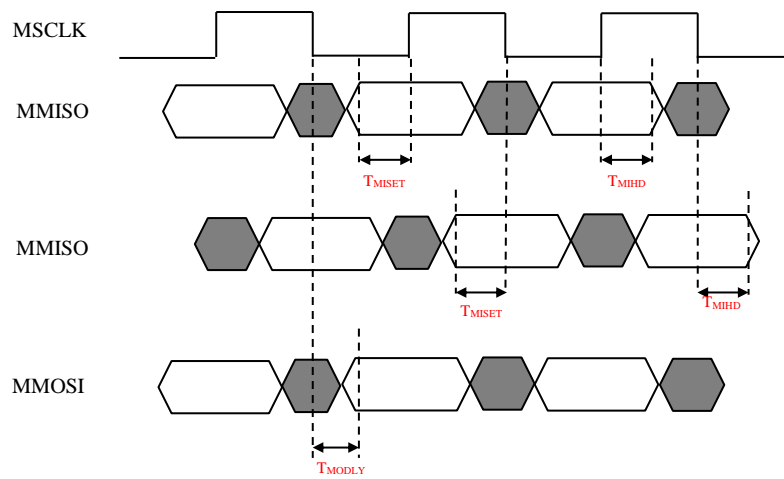 MSCLK
MMISO
TMISET
TMIHD
MMISO
TMISET
TMIHD
MMOSI
TMODLY